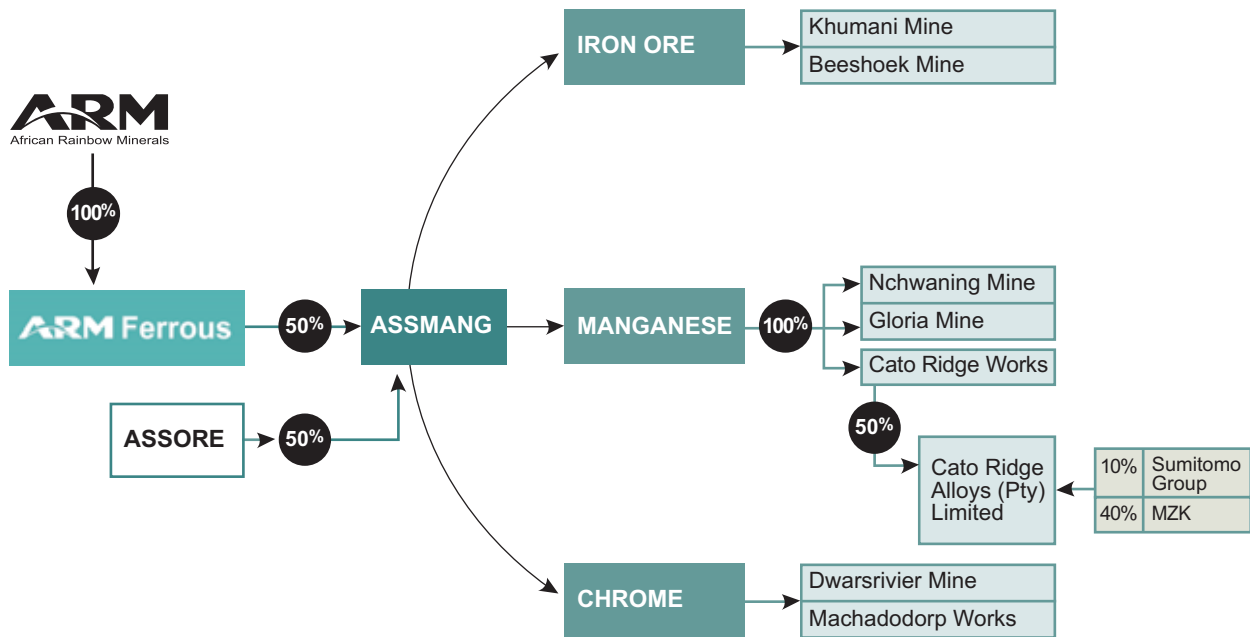 ARM
African Rainbow Minerals
100%
ARM Ferrous
50%
ASSMANG
ASSORE
50%
IRON ORE
Khumani Mine
Beeshoek Mine
MANGANESE
100%
Nchwaning Mine
Gloria Mine
Cato Ridge Works
50%
Cato Ridge
Alloys (Pty)
Limited
10%
Sumitomo
Group
40%
MZK
CHROME
Dwarsrivier Mine
Machadodorp Works